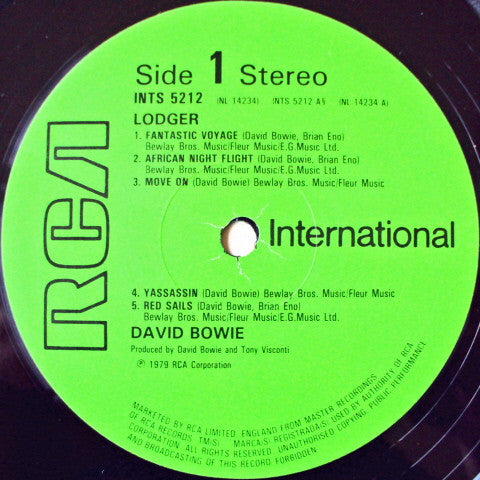 Side 1 Stereo
INTS 5212 (NL 14234) INTS 5212 A§ (NL 14234 A)
LODGER
1. FANTASTIC VOYAGE (David Bowie, Brian Eno)
Bewlay Bros. Music/Fleur Music/E.G. Music Ltd.
2. AFRICAN NIGHT FLIGHT (David Bowie, Brian Eno)
Bewlay Bros. Music/Fleur Music/E.G. Music Ltd.
3. MOVE ON (David Bowie) Bewlay Bros. Music/Fleur Music
RCA
International
4. YASSASSIN (David Bowie) Bewlay Bros. Music/Fleur Music
5. RED SAILS (David Bowie, Brian Eno)
Bewlay Bros. Music/Fleur Music/E.G. Music Ltd.
DAVID BOWIE
Produced by David Bowie and Tony Visconti
℗ 1979 RCA Corporation
MARKETED BY RCA LIMITED, ENGLAND FROM MASTER RECORDINGS
OF RCA RECORDS. TM(S) MARCA(S) REGISTRADA(S) USED BY AUTHORITY OF RCA
CORPORATION. ALL RIGHTS RESERVED. UNAUTHORISED COPYING, PUBLIC PERFORMANCE,
AND BROADCASTING OF THIS RECORD FORBIDDEN